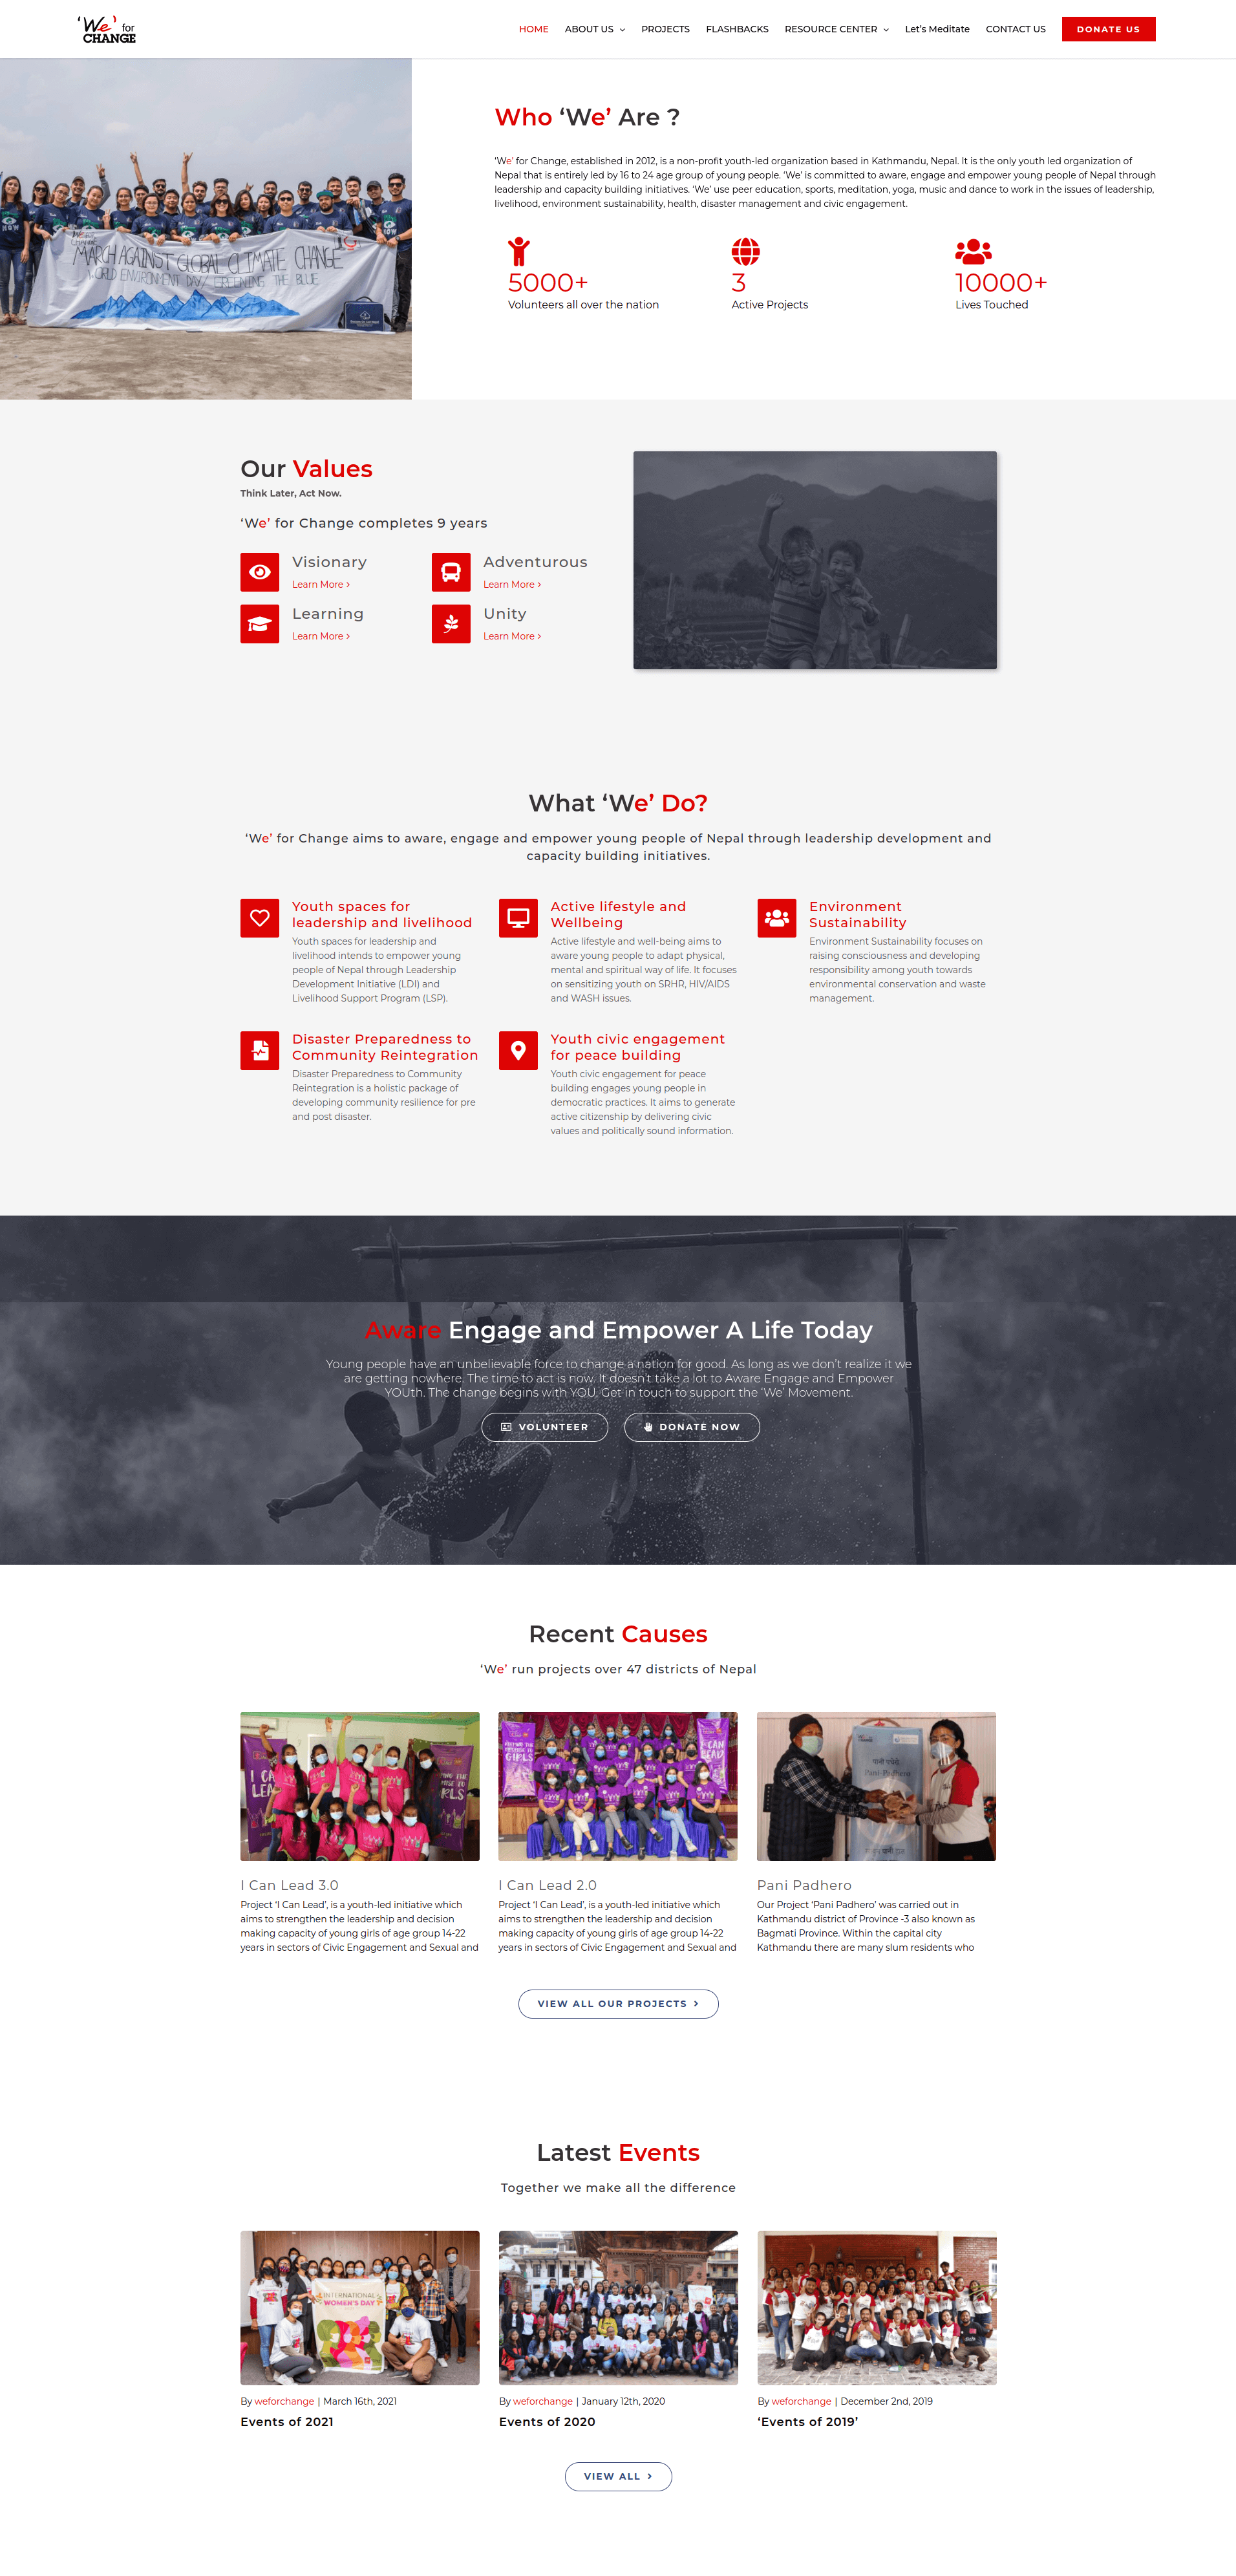 ‘We’ for
CHANGE
HOME ABOUT US PROJECTS FLASHBACKS RESOURCE CENTER Let’s Meditate CONTACT US DONATE US
MARCH AGAINST GLOBAL CLIMATE CHANGE
WORLD ENVIRONMENT DAY/ GREENING THE BLUE
Who ‘We’ Are ?
‘We’ for Change, established in 2012, is a non-profit youth-led organization based in Kathmandu, Nepal. It is the only youth led organization of
Nepal that is entirely led by 16 to 24 age group of young people. ‘We’ is committed to aware, engage and empower young people of Nepal through
leadership and capacity building initiatives. ‘We’ use peer education, sports, meditation, yoga, music and dance to work in the issues of leadership,
livelihood, environment sustainability, health, disaster management and civic engagement.
5000+
Volunteers all over the nation
3
Active Projects
10000+
Lives Touched
Our Values
Think Later, Act Now.
‘We’ for Change completes 9 years
Visionary
Learn More >
Adventurous
Learn More >
Learning
Learn More >
Unity
Learn More >
What ‘We’ Do?
‘We’ for Change aims to aware, engage and empower young people of Nepal through leadership development and
capacity building initiatives.
Youth spaces for
leadership and livelihood
Youth spaces for leadership and
livelihood intends to empower young
people of Nepal through Leadership
Development Initiative (LDI) and
Livelihood Support Program (LSP).
Active lifestyle and
Wellbeing
Active lifestyle and well-being aims to
aware young people to adapt physical,
mental and spiritual way of life. It focuses
on sensitizing youth on SRHR, HIV/AIDS
and WASH issues.
Environment
Sustainability
Environment Sustainability focuses on
raising consciousness and developing
responsibility among youth towards
environmental conservation and waste
management.
Disaster Preparedness to
Community Reintegration
Disaster Preparedness to Community
Reintegration is a holistic package of
developing community resilience for pre
and post disaster.
Youth civic engagement
for peace building
Youth civic engagement for peace
building engages young people in
democratic practices. It aims to generate
active citizenship by delivering civic
values and politically sound information.
Aware Engage and Empower A Life Today
Young people have an unbelievable force to change a nation for good. As long as we don’t realize it we
are getting nowhere. The time to act is now. It doesn’t take a lot to Aware Engage and Empower
YOUth. The change begins with YOU. Get in touch to support the ‘We’ Movement.
VOLUNTEER
DONATE NOW
Recent Causes
‘We’ run projects over 47 districts of Nepal
I CAN
LEAD
GIRLS
I CAN
LEAD
पानी पधेरो
Pani-Padhero
I Can Lead 3.0
Project ‘I Can Lead’, is a youth-led initiative which
aims to strengthen the leadership and decision
making capacity of young girls of age group 14-22
years in sectors of Civic Engagement and Sexual and
I Can Lead 2.0
Project ‘I Can Lead’, is a youth-led initiative which
aims to strengthen the leadership and decision
making capacity of young girls of age group 14-22
years in sectors of Civic Engagement and Sexual and
Pani Padhero
Our Project ‘Pani Padhero’ was carried out in
Kathmandu district of Province -3 also known as
Bagmati Province. Within the capital city
Kathmandu there are many slum residents who
VIEW ALL OUR PROJECTS >
Latest Events
Together we make all the difference
INTERNATIONAL
WOMEN'S DAY
By weforchange | March 16th, 2021
Events of 2021
By weforchange | January 12th, 2020
Events of 2020
By weforchange | December 2nd, 2019
‘Events of 2019’
VIEW ALL >